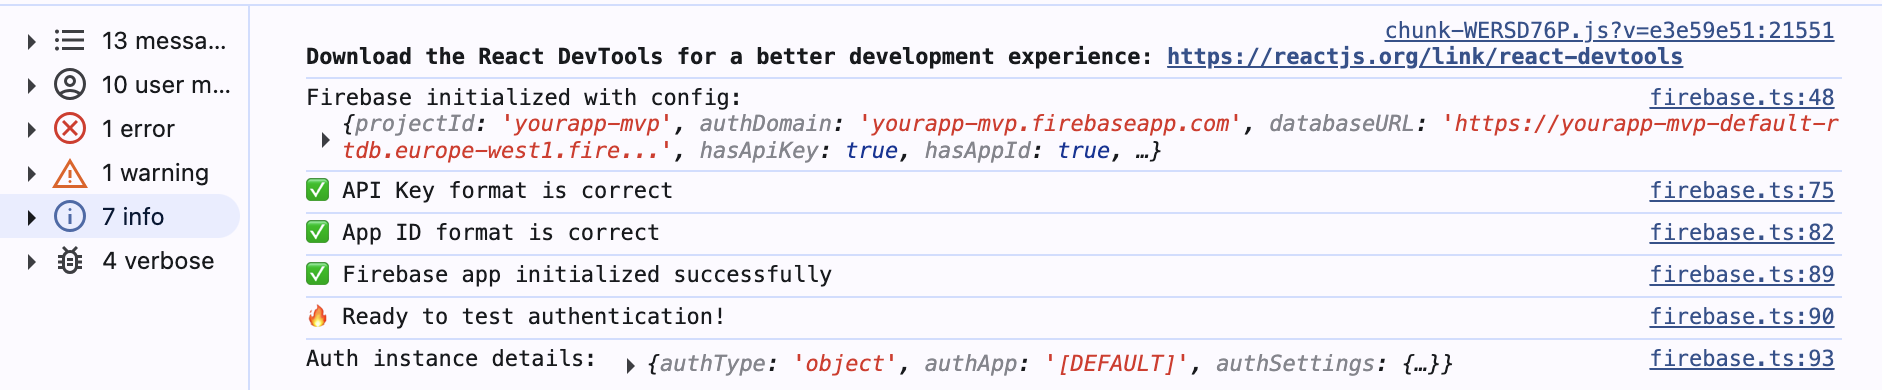 13 messa...
10 user m...
1 error
1 warning
7 info
4 verbose
chunk-WERSD76P.js?v=e3e59e51:21551
Download the React DevTools for a better development experience: https://reactjs.org/link/react-devtools
Firebase initialized with config: firebase.ts:48
{projectId: 'yourapp-mvp', authDomain: 'yourapp-mvp.firebaseapp.com', databaseURL: 'https://yourapp-mvp-default-r
tdb.europe-west1.fire...', hasApiKey: true, hasAppId: true, …}
✅ API Key format is correct firebase.ts:75
✅ App ID format is correct firebase.ts:82
✅ Firebase app initialized successfully firebase.ts:89
🔥 Ready to test authentication! firebase.ts:90
Auth instance details: {authType: 'object', authApp: '[DEFAULT]', authSettings: {…}} firebase.ts:93